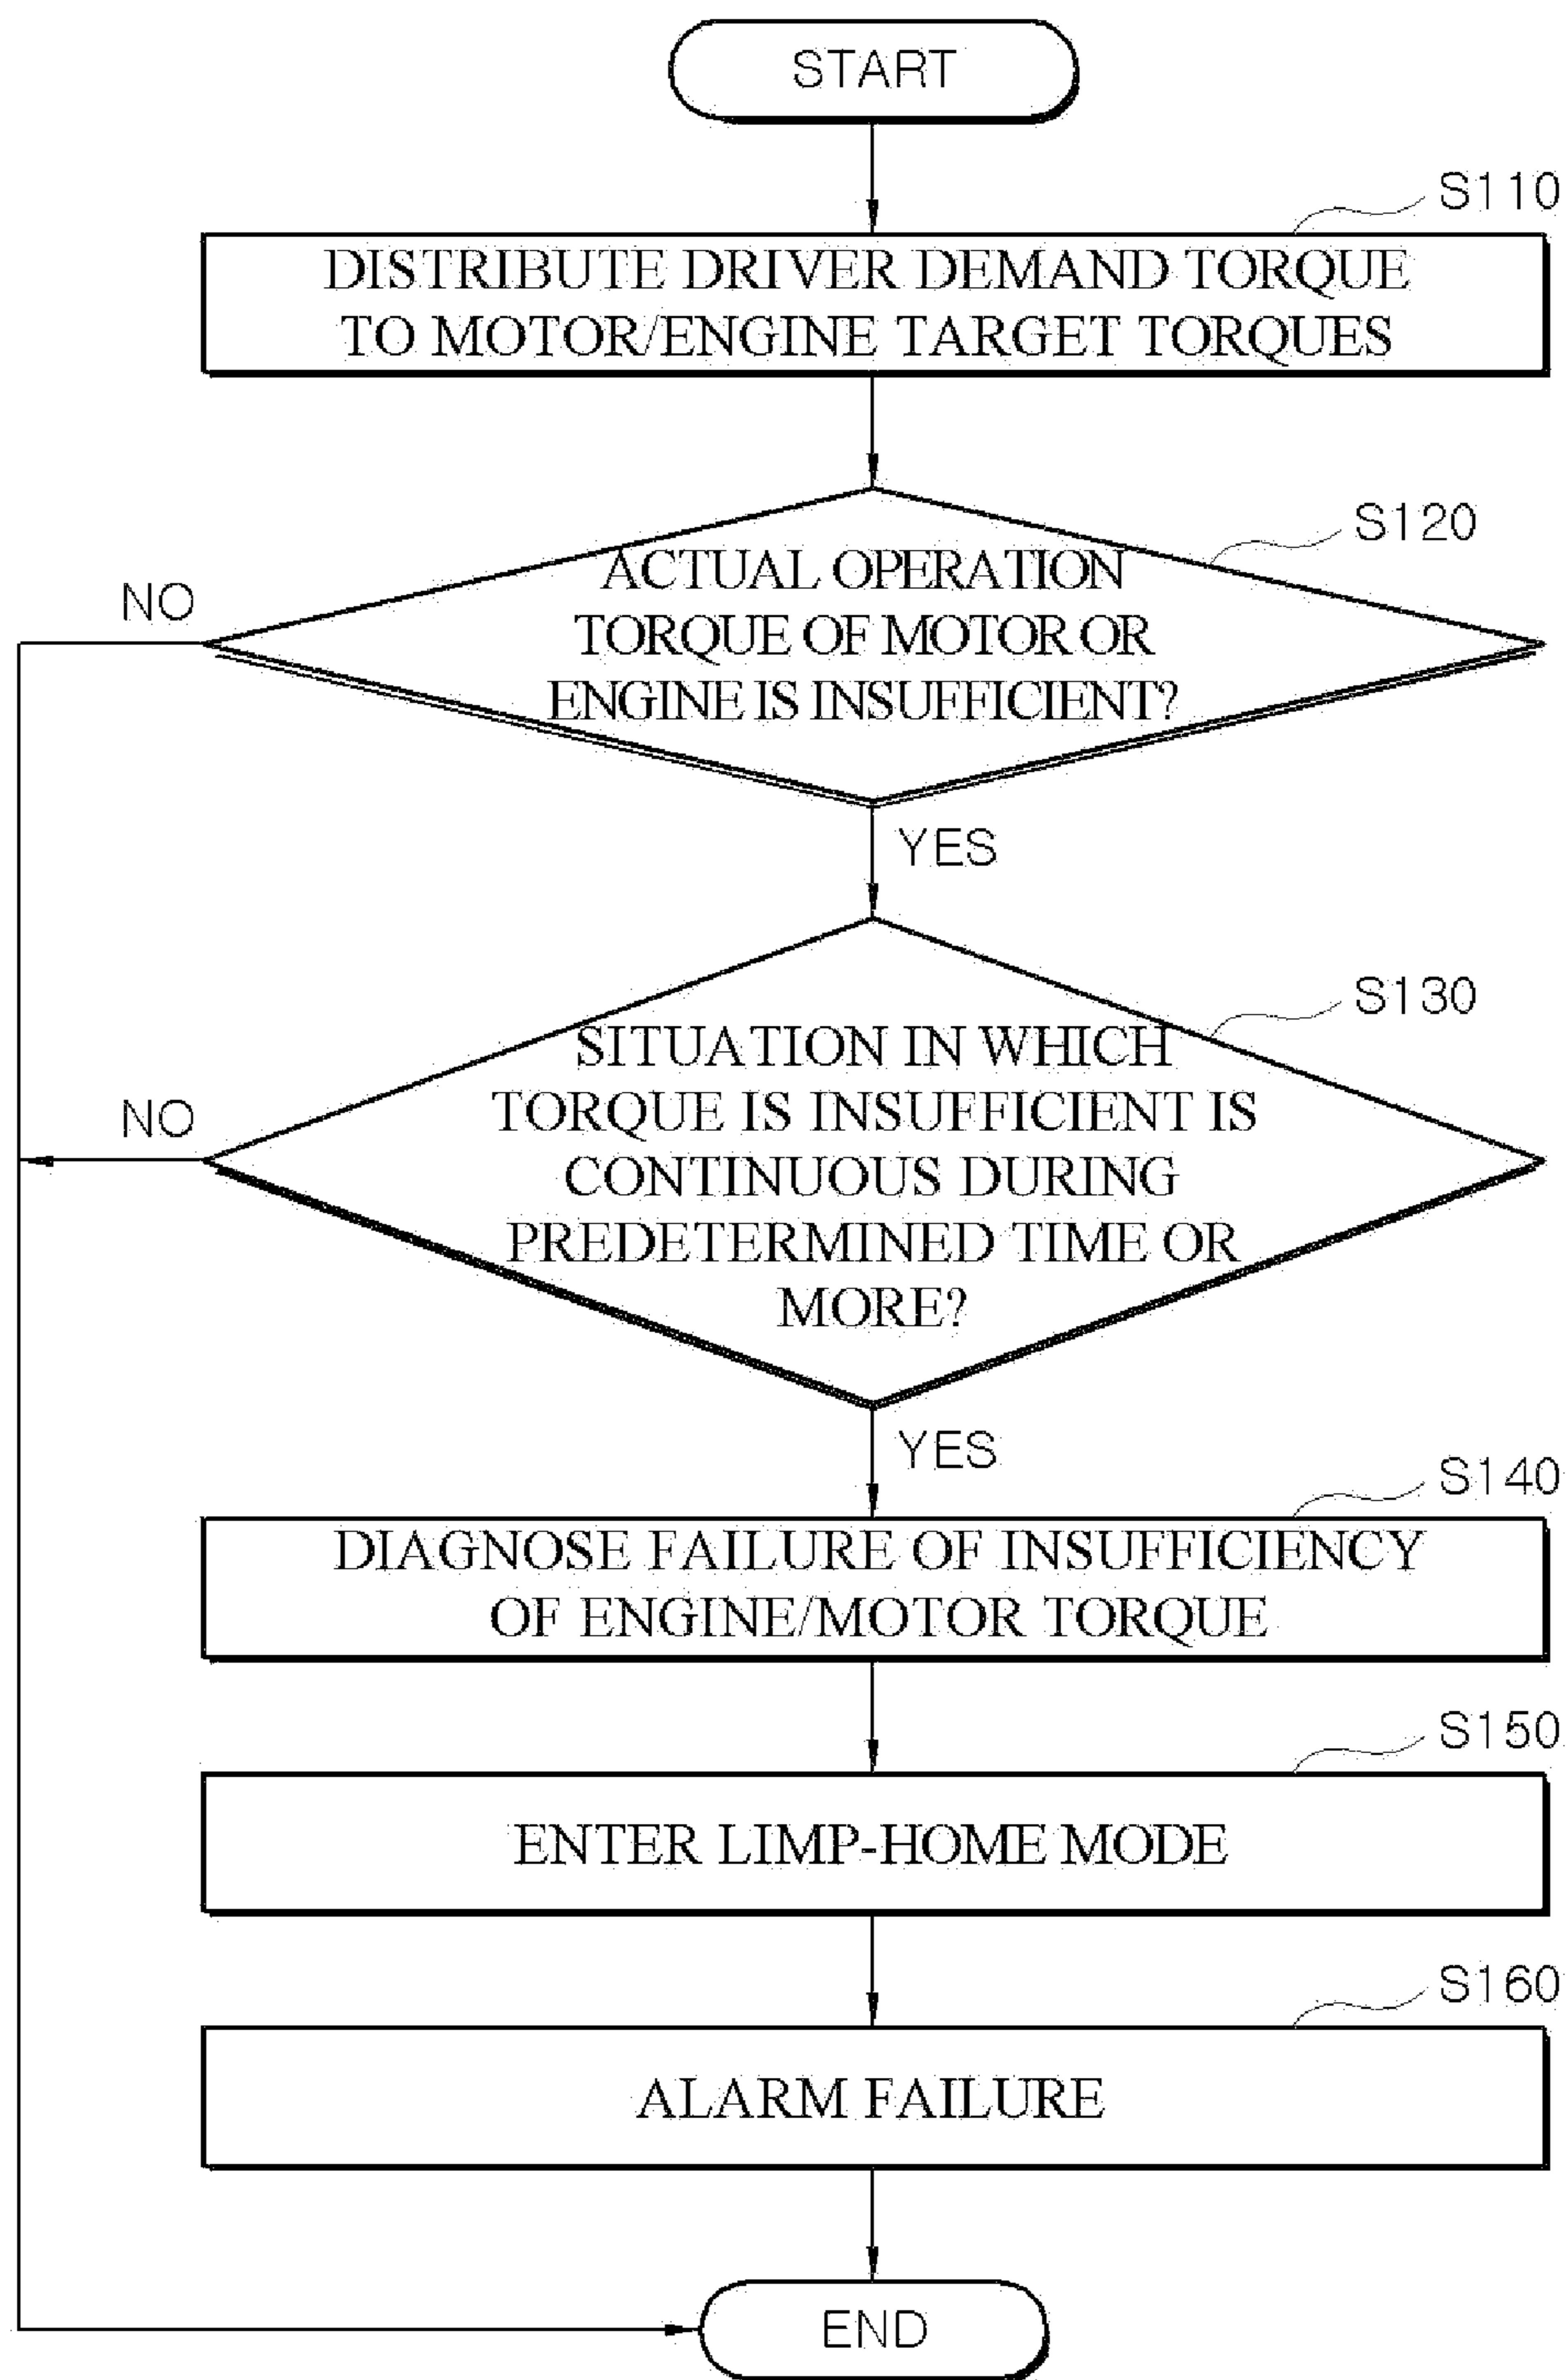 START
S110
DISTRIBUTE DRIVER DEMAND TORQUE
TO MOTOR/ENGINE TARGET TORQUES
S120
NO
ACTUAL OPERATION
TORQUE OF MOTOR OR
ENGINE IS INSUFFICIENT?
YES
S130
NO
SITUATION IN WHICH
TORQUE IS INSUFFICIENT IS
CONTINUOUS DURING
PREDETERMINED TIME OR
MORE?
YES
S140
DIAGNOSE FAILURE OF INSUFFICIENCY
OF ENGINE/MOTOR TORQUE
S150
ENTER LIMP-HOME MODE
S160
ALARM FAILURE
END